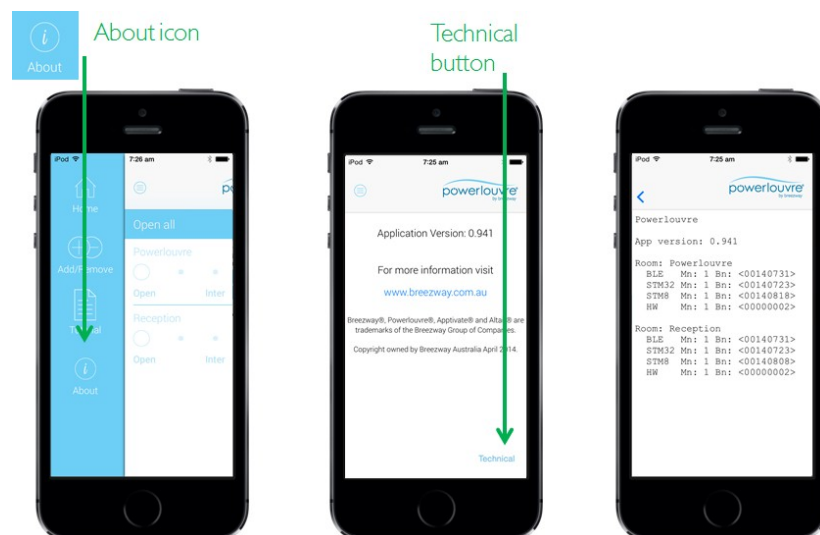 i
About
About icon
Technical
button
iPod
7:26 am
Home
Add/Remove
i
About
Open all
Powerlouvre
Open Inter
Reception
Open Inter
iPod 7:25 am
powerlouvre
by breezway
Application Version: 0.941
For more information visit
www.breezway.com.au
Breezway®, Powerlouvre®, Apptivate® and Altair® are
trademarks of the Breezway Group of Companies.
Copyright owned by Breezway Australia April 2014.
Technical
iPod 7:25 am
powerlouvre
by breezway
Powerlouvre
App version: 0.941
Room: Powerlouvre
BLE Mn: 1 Bn: <00140731>
STM32 Mn: 1 Bn: <00140723>
STM8 Mn: 1 Bn: <00140818>
HW Mn: 1 Bn: <00000002>
Room: Reception
BLE Mn: 1 Bn: <00140731>
STM32 Mn: 1 Bn: <00140723>
STM8 Mn: 1 Bn: <00140808>
HW Mn: 1 Bn: <00000002>